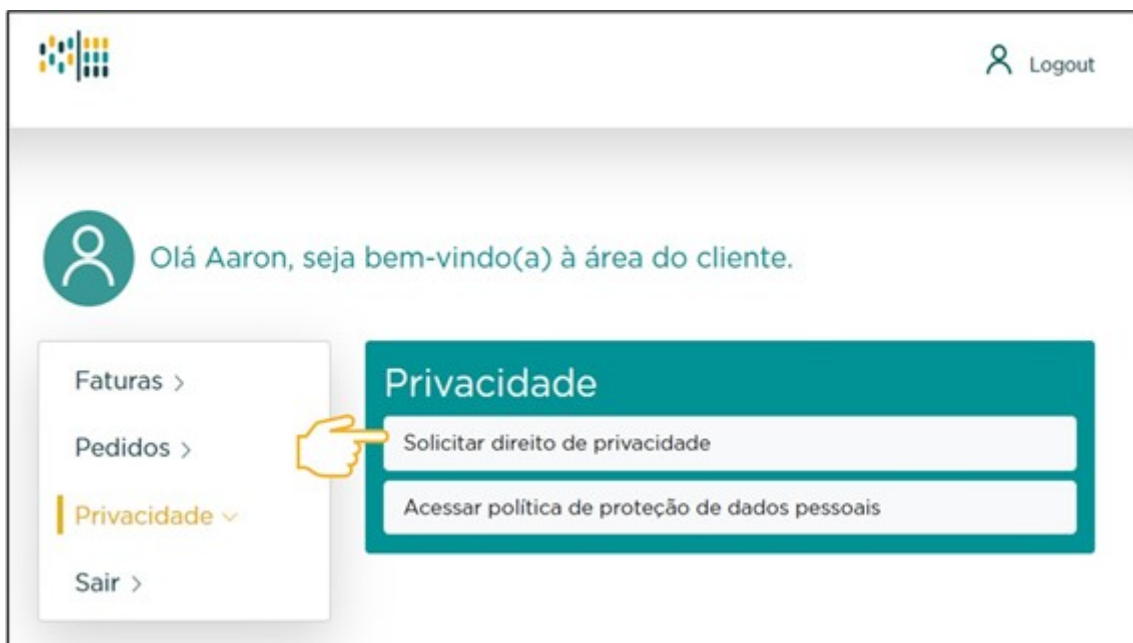 Logout
Olá Aaron, seja bem-vindo(a) à área do cliente.
Faturas >
Pedidos >
Privacidade
Sair >
Privacidade
Solicitar direito de privacidade
Acessar política de proteção de dados pessoais